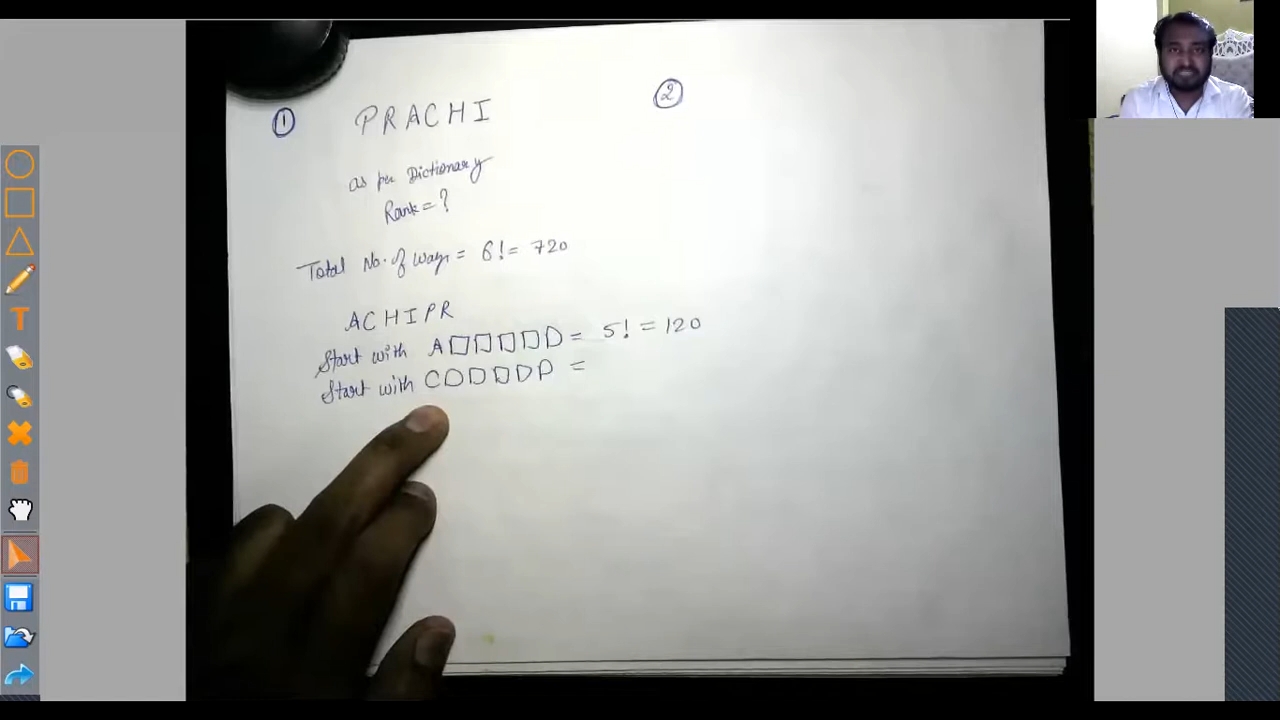 ① PRACHI
as per Dictionary
Rank = ?
Total No. of ways = 6! = 720
ACHIPR
Start with A□□□□□ = 5! = 120
Start with C□□□□□ =
②
T